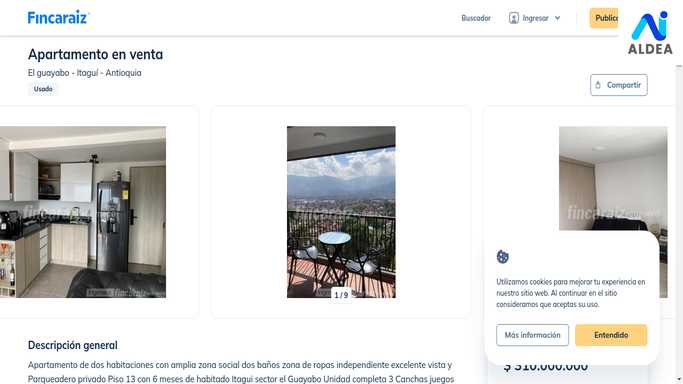 Fincaraiz
Buscador
Ingresar
ALDEA
Apartamento en venta
El guayabo - Itaguí - Antioquia
Usado
Compartir
fincaraiz
fincaraiz
fincaraiz
1 / 9
Utilizamos cookies para mejorar tu experiencia en
nuestro sitio web. Al continuar en el sitio
consideramos que aceptas su uso.
Más información
Entendido
$ 310.000.000
Descripción general
Apartamento de dos habitaciones con amplia zona social dos baños zona de ropas independiente excelente vista y
Parqueadero privado Piso 13 con 6 meses de habitado Itagui sector el Guayabo Unidad completa 3 Canchas juegos